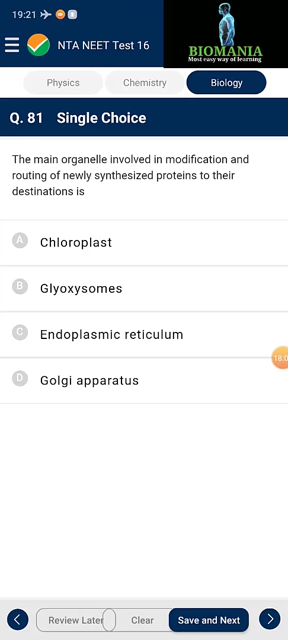 19:21
NTA NEET Test 16
BIOMANIA
Most easy way of learning
Physics
Chemistry
Biology
Q. 81 Single Choice
The main organelle involved in modification and
routing of newly synthesized proteins to their
destinations is
A Chloroplast
B Glyoxysomes
C Endoplasmic reticulum
D Golgi apparatus
Review Later
Clear
Save and Next